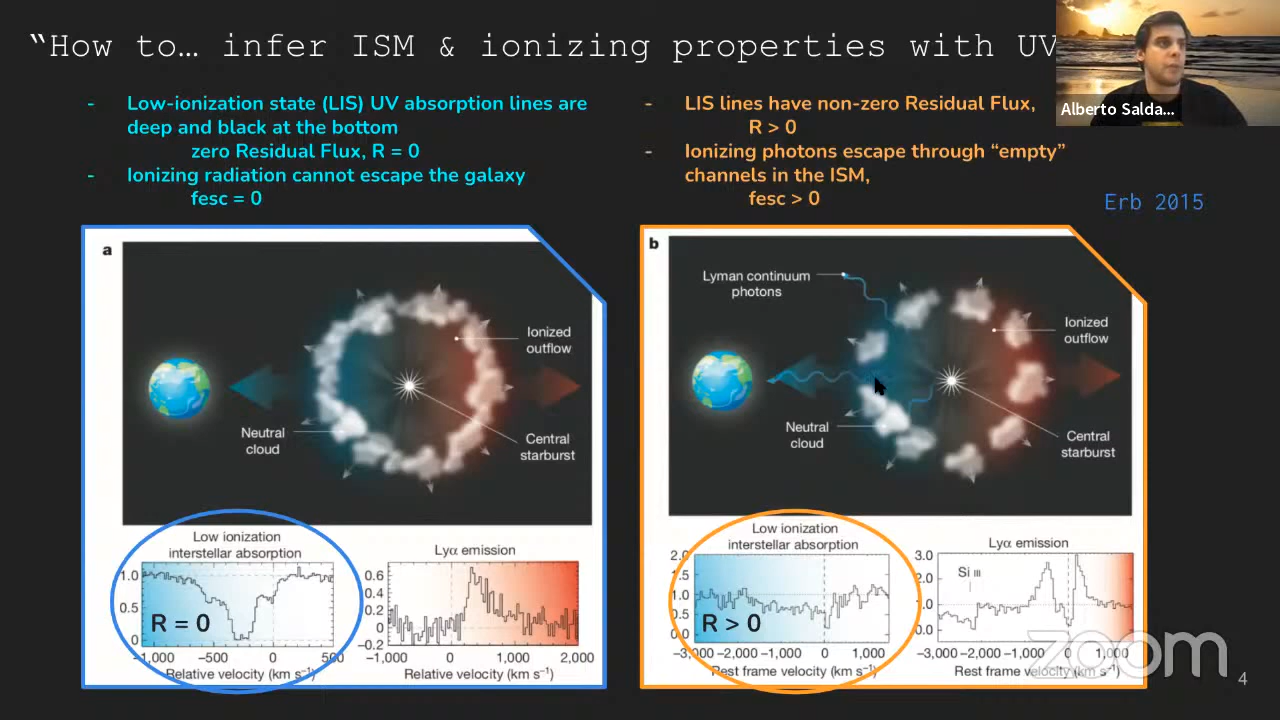 “How to… infer ISM & ionizing properties with UV
Alberto Salda...
- Low-ionization state (LIS) UV absorption lines are
deep and black at the bottom
zero Residual Flux, R = 0
- Ionizing radiation cannot escape the galaxy
fesc = 0
- LIS lines have non-zero Residual Flux,
R > 0
- Ionizing photons escape through “empty”
channels in the ISM,
fesc > 0
Erb 2015
a
Ionized
outflow
Neutral
cloud
Central
starburst
Low ionization
interstellar absorption
1.0
0.5
0
R = 0
-1,000 -500 0 500
Relative velocity (km s⁻¹)
Lyα emission
0.6
0.4
0.2
0
-0.2
-1,000 0 1,000 2,000
Relative velocity (km s⁻¹)
b
Lyman continuum
photons
Ionized
outflow
Neutral
cloud
Central
starburst
Low ionization
interstellar absorption
2.0
1.5
1.0
0.5
0.0
R > 0
-3,000 -2,000 -1,000 0 1,000
Rest frame velocity (km s⁻¹)
Lyα emission
3.0
2.0
1.0
0.0
Si III
-3,000 -2,000 -1,000 0 1,000
Rest frame velocity (km s⁻¹)
zoom
4